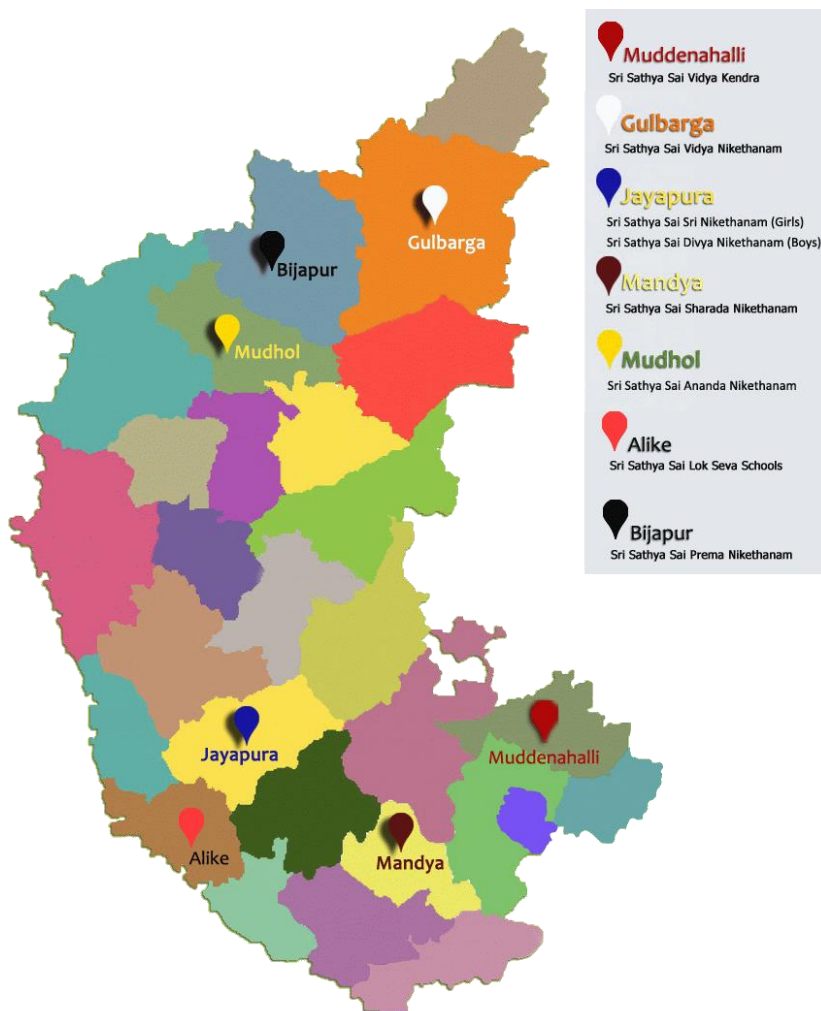 Muddenahalli
Sri Sathya Sai Vidya Kendra
Gulbarga
Sri Sathya Sai Vidya Nikethanam
Jayapura
Sri Sathya Sai Sri Nikethanam (Girls)
Sri Sathya Sai Divya Nikethanam (Boys)
Mandya
Sri Sathya Sai Sharada Nikethanam
Mudhol
Sri Sathya Sai Ananda Nikethanam
Alike
Sri Sathya Sai Lok Seva Schools
Bijapur
Sri Sathya Sai Prema Nikethanam
Gulbarga
Bijapur
Mudhol
Jayapura
Muddenahalli
Alike
Mandya